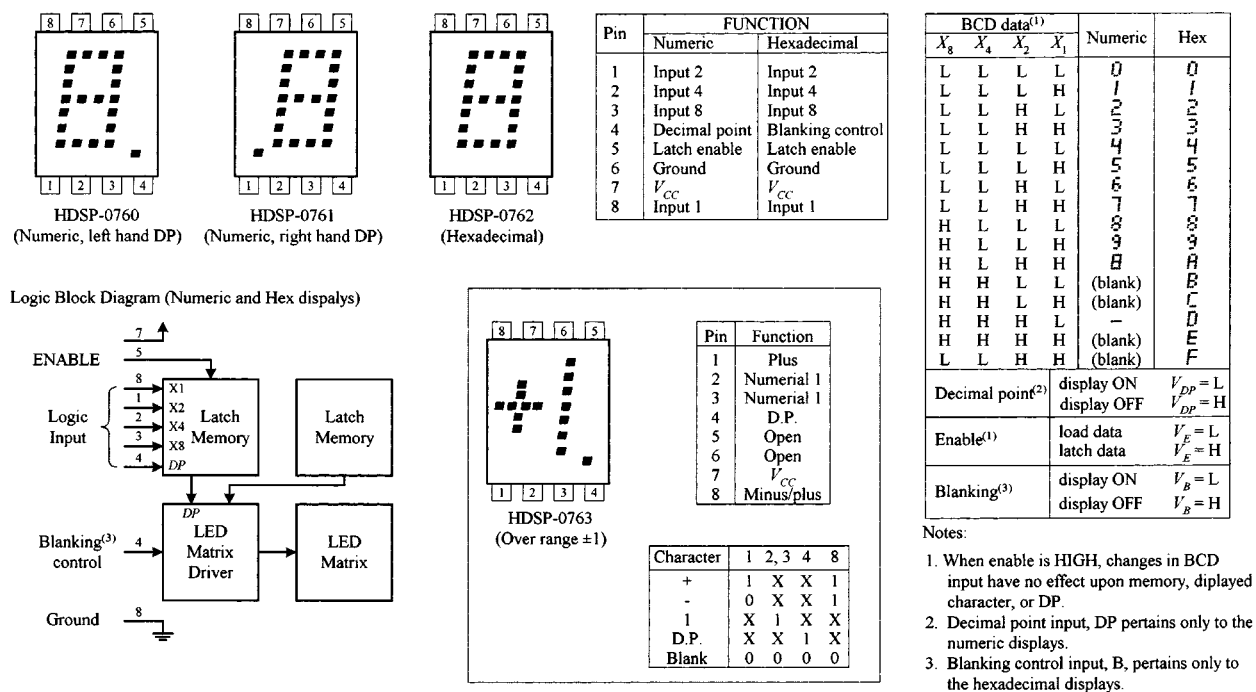 8 7 6 5
1 2 3 4
HDSP-0760
(Numeric, left hand DP)
8 7 6 5
1 2 3 4
HDSP-0761
(Numeric, right hand DP)
8 7 6 5
1 2 3 4
HDSP-0762
(Hexadecimal)
Pin FUNCTION
Numeric Hexadecimal
1 Input 2 Input 2
2 Input 4 Input 4
3 Input 8 Input 8
4 Decimal point Blanking control
5 Latch enable Latch enable
6 Ground Ground
7 V_CC V_CC
8 Input 1 Input 1
BCD data(1) Numeric Hex
X8 X4 X2 X1
L L L L 0 0
L L L H 1 1
L L H L 2 2
L L H H 3 3
L L L L 4 4
L L L H 5 5
L L H L 6 6
L L H H 7 7
H L L L 8 8
H L L H 9 9
H L H H 8 A
H H L L (blank) B
H H L H (blank) C
H H H L – D
H H H H (blank) E
L L H H (blank) F
Decimal point(2) display ON V_DP = L
display OFF V_DP = H
Enable(1) load data V_E = L
latch data V_E = H
Blanking(3) display ON V_B = L
display OFF V_B = H
Notes:
1. When enable is HIGH, changes in BCD
input have no effect upon memory, diplayed
character, or DP.
2. Decimal point input, DP pertains only to the
numeric displays.
3. Blanking control input, B, pertains only to
the hexadecimal displays.
Logic Block Diagram (Numeric and Hex dispalys)
7
ENABLE 5
Logic
Input
8 X1
1 X2
2 X4
3 X8
4 DP
Latch
Memory
Latch
Memory
Blanking(3)
control
4
DP
LED
Matrix
Driver
LED
Matrix
Ground 8
8 7 6 5
+1.
1 2 3 4
HDSP-0763
(Over range ±1)
Pin Function
1 Plus
2 Numerial 1
3 Numerial 1
4 D.P.
5 Open
6 Open
7 V_CC
8 Minus/plus
Character 1 2, 3 4 8
+ 1 X X 1
- 0 X X 1
1 X 1 X X
D.P. X X 1 X
Blank 0 0 0 0